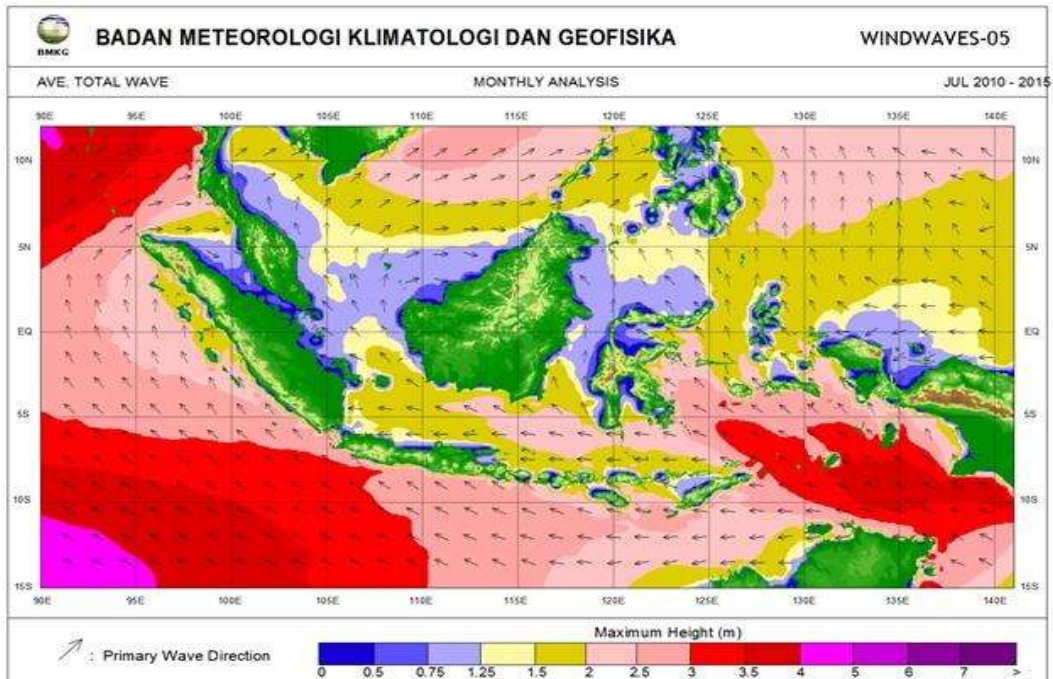 BMKG
BADAN METEOROLOGI KLIMATOLOGI DAN GEOFISIKA
WINDWAVES-05
AVE. TOTAL WAVE
MONTHLY ANALYSIS
JUL 2010 - 2015
90E 95E 100E 105E 110E 115E 120E 125E 130E 135E 140E
10N 10N
5N 5N
EQ EQ
5S 5S
10S 10S
15S 15S
90E 95E 100E 105E 110E 115E 120E 125E 130E 135E 140E
: Primary Wave Direction
Maximum Height (m)
0 0.5 0.75 1.25 1.5 2 2.5 3 3.5 4 5 6 7 >